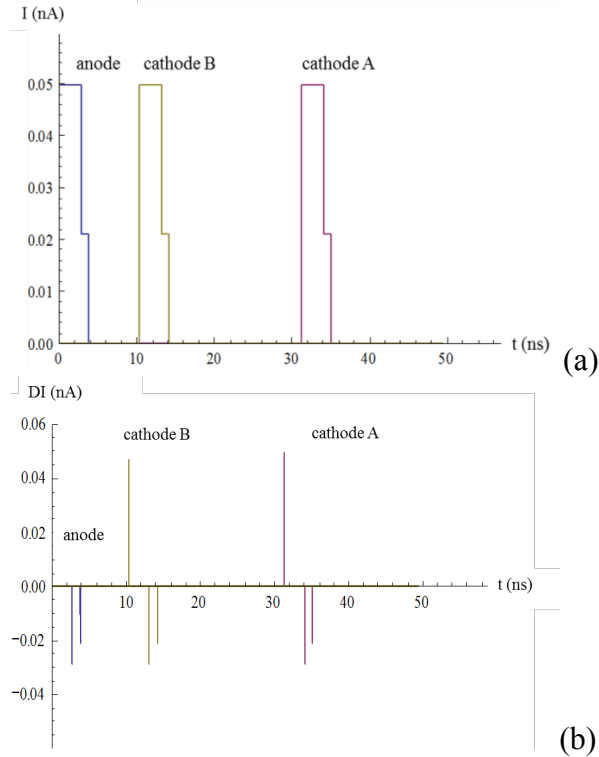 I (nA)
anode cathode B cathode A
0.05
0.04
0.03
0.02
0.01
0.00
0 10 20 30 40 50 t (ns)
(a)
DI (nA)
0.06
cathode B cathode A
0.04
anode
0.02
0.00
10 20 30 40 50 t (ns)
−0.02
−0.04
(b)